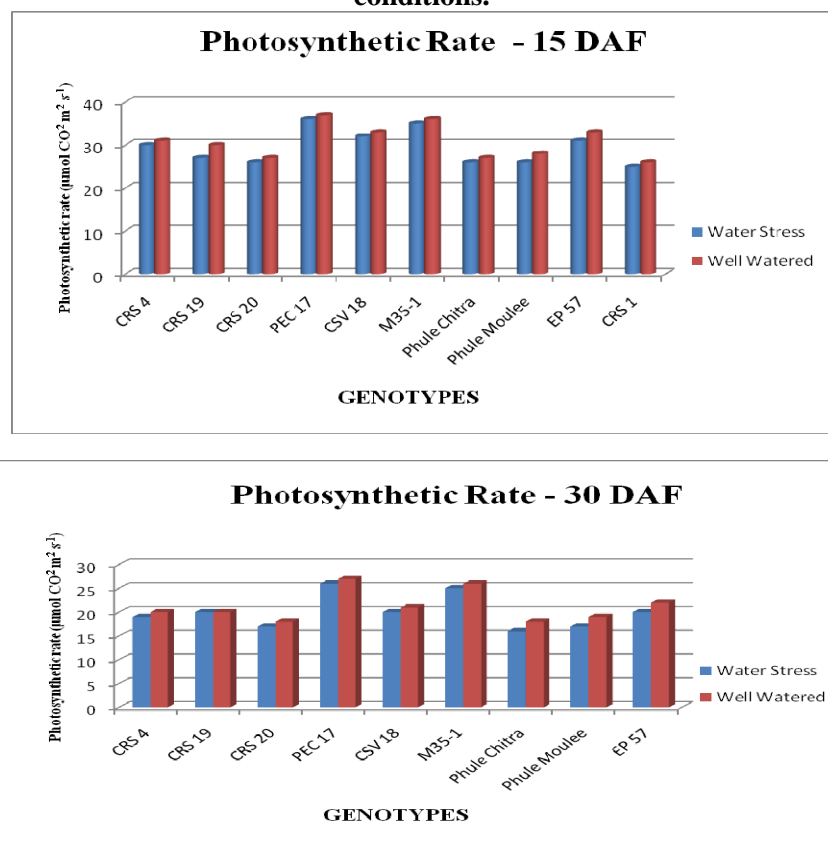 conditions.
Photosynthetic Rate - 15 DAF
Photosynthetic rate (µmol CO² m² s⁻¹)
40
30
20
10
0
CRS 4
CRS 19
CRS 20
PEC 17
CSV 18
M35-1
Phule Chitra
Phule Moulee
EP 57
CRS 1
Water Stress
Well Watered
GENOTYPES
Photosynthetic Rate - 30 DAF
Photosynthetic rate (µmol CO² m² s⁻¹)
30
25
20
15
10
5
0
CRS 4
CRS 19
CRS 20
PEC 17
CSV 18
M35-1
Phule Chitra
Phule Moulee
EP 57
Water Stress
Well Watered
GENOTYPES